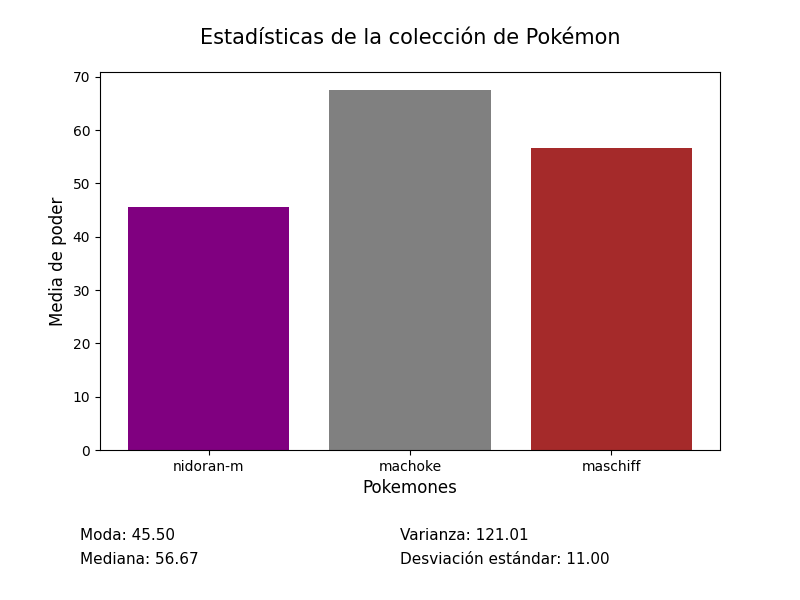 Estadísticas de la colección de Pokémon
70
60
50
40
30
20
10
0
Media de poder
nidoran-m machoke maschiff
Pokemones
Moda: 45.50 Varianza: 121.01
Mediana: 56.67 Desviación estándar: 11.00